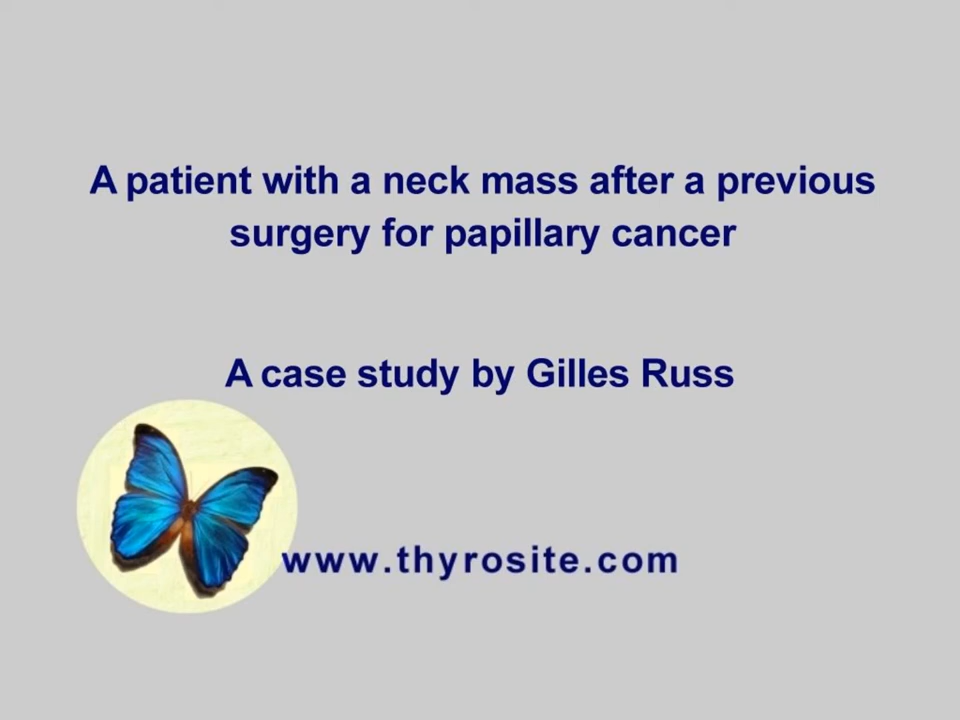 A patient with a neck mass after a previous
surgery for papillary cancer
A case study by Gilles Russ
www.thyrosite.com